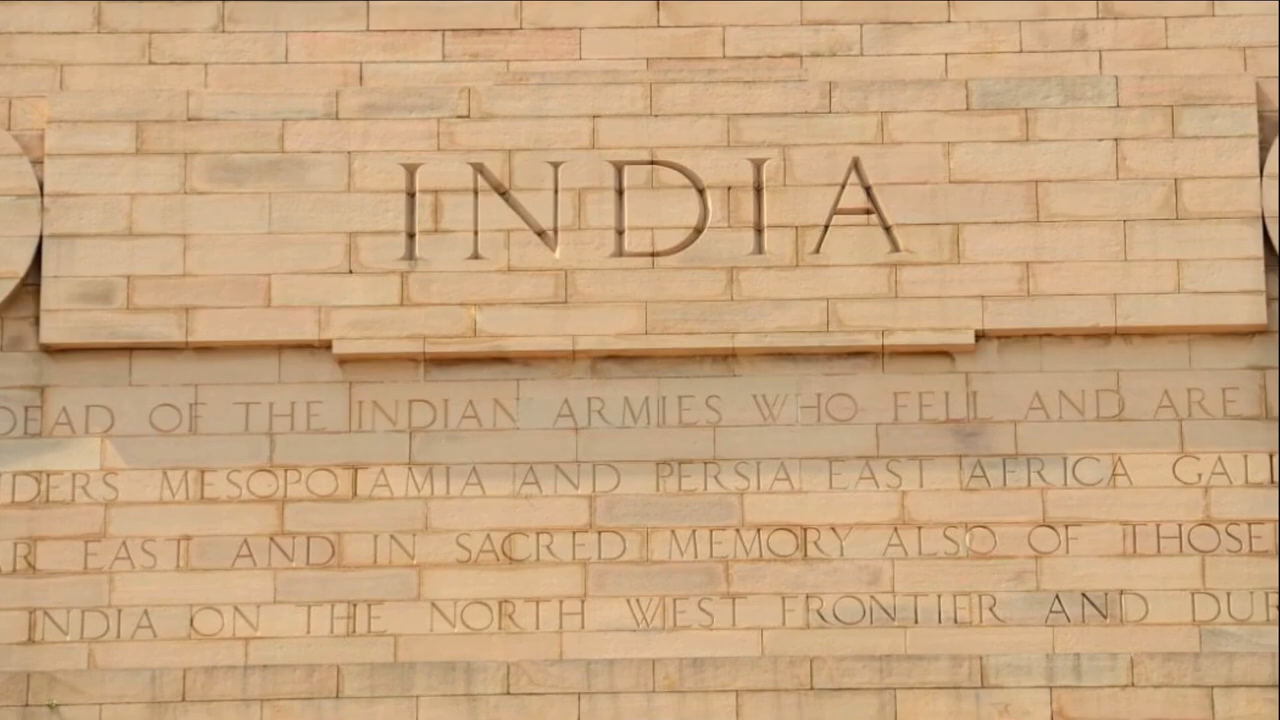 INDIA
DEAD OF THE INDIAN ARMIES WHO FELL AND ARE
DERS MESOPOTAMIA AND PERSIA EAST AFRICA GALL
R EAST AND IN SACRED MEMORY ALSO OF THOSE
INDIA ON THE NORTH WEST FRONTIER AND DUR